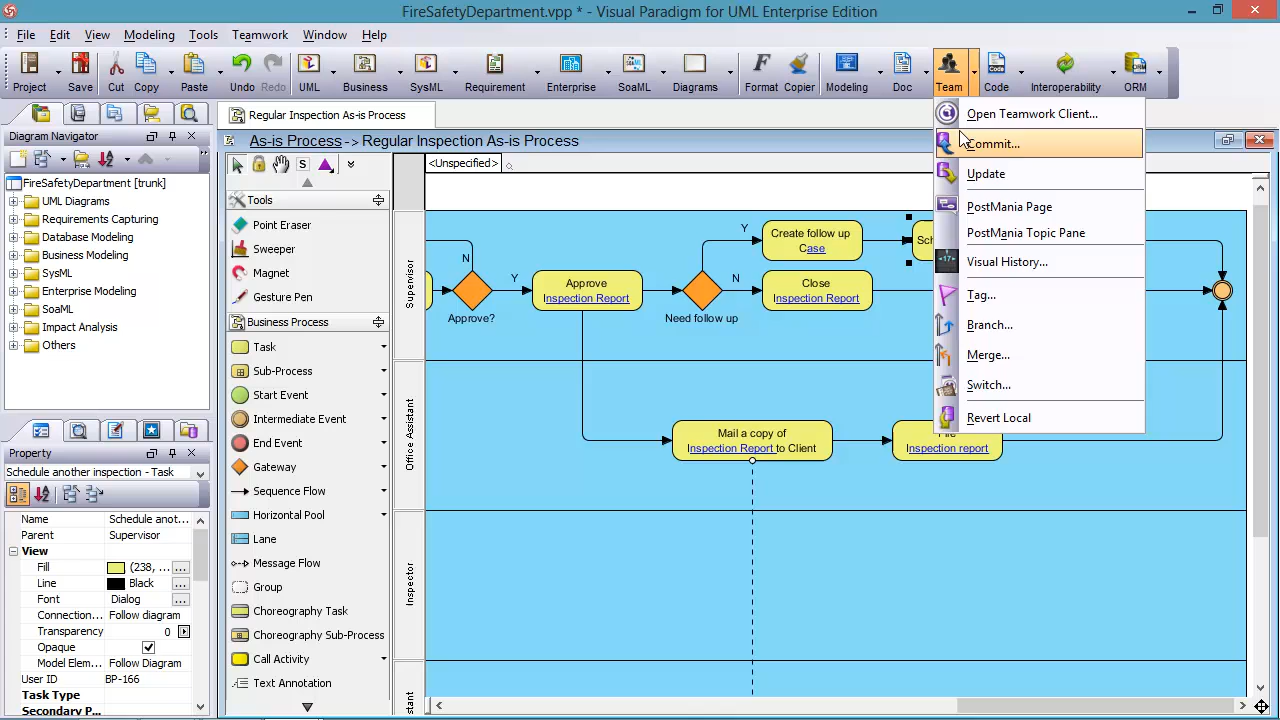 FireSafetyDepartment.vpp * - Visual Paradigm for UML Enterprise Edition
File Edit View Modeling Tools Teamwork Window Help
Project Save Cut Copy Paste Undo Redo UML Business SysML Requirement Enterprise SoaML Diagrams Format Copier Modeling Doc Team Code Interoperability ORM
Regular Inspection As-is Process
Diagram Navigator
As-is Process -> Regular Inspection As-is Process
FireSafetyDepartment [trunk]
UML Diagrams
Requirements Capturing
Database Modeling
Business Modeling
SysML
Enterprise Modeling
SoaML
Impact Analysis
Others
Property
Schedule another inspection - Task
Name Schedule anot...
Parent Supervisor
View
Fill (238, ... ...
Line Black ...
Font Dialog ...
Connection... Follow diagram
Transparency 0
Opaque
Model Elem... Follow Diagram
User ID BP-166
Task Type
Secondary P...
S
Tools
Point Eraser
Sweeper
Magnet
Gesture Pen
Business Process
Task
Sub-Process
Start Event
Intermediate Event
End Event
Gateway
Sequence Flow
Horizontal Pool
Lane
Message Flow
Group
Choreography Task
Choreography Sub-Process
Call Activity
Text Annotation
<Unspecified>
Supervisor
Office Assistant
Inspector
N
Approve?
Y
Approve
Inspection Report
Need follow up
Y
N
Create follow up
Case
Close
Inspection Report
Sch
Mail a copy of
Inspection Report to Client
Inspection report
Open Teamwork Client...
Commit...
Update
PostMania Page
PostMania Topic Pane
Visual History...
Tag...
Branch...
Merge...
Switch...
Revert Local